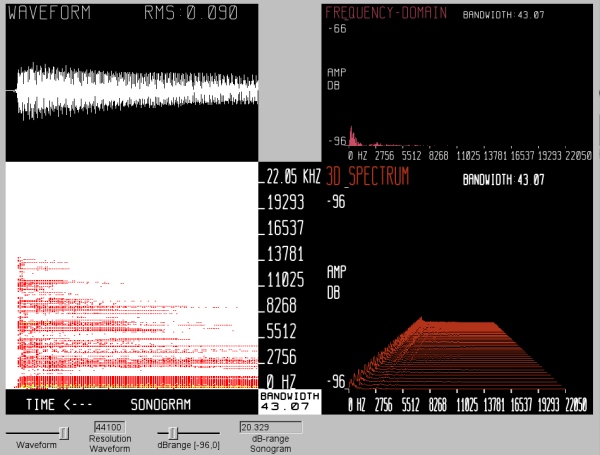 WAVEFORM RMS:0.090
FREQUENCY-DOMAIN BANDWIDTH:43.07
-66
AMP
DB
-96
0 HZ 2756 5512 8268 11025 13781 16537 19293 22050
22.05 KHZ
19293
16537
13781
11025
8268
5512
2756
0 HZ
3D SPECTRUM BANDWIDTH:43.07
-96
AMP
DB
-96
0 HZ 2756 5512 8268 11025 13781 16537 19293 22050
TIME <--- SONOGRAM
BANDWIDTH
43.07
Waveform
44100
Resolution
Waveform
dBrange [-96,0]
20.329
dB-range
Sonogram